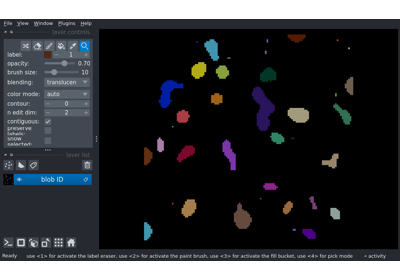 File View Window Plugins Help
layer controls
label: 1
opacity: 0.70
brush size: 10
blending: translucen
color mode: auto
contour: 0
n edit dim: 2
contiguous:
preserve
labels:
show
selected:
layer list
blob ID
Ready use <1> for activate the label eraser, use <2> for activate the paint brush, use <3> for activate the fill bucket, use <4> for pick mode activity